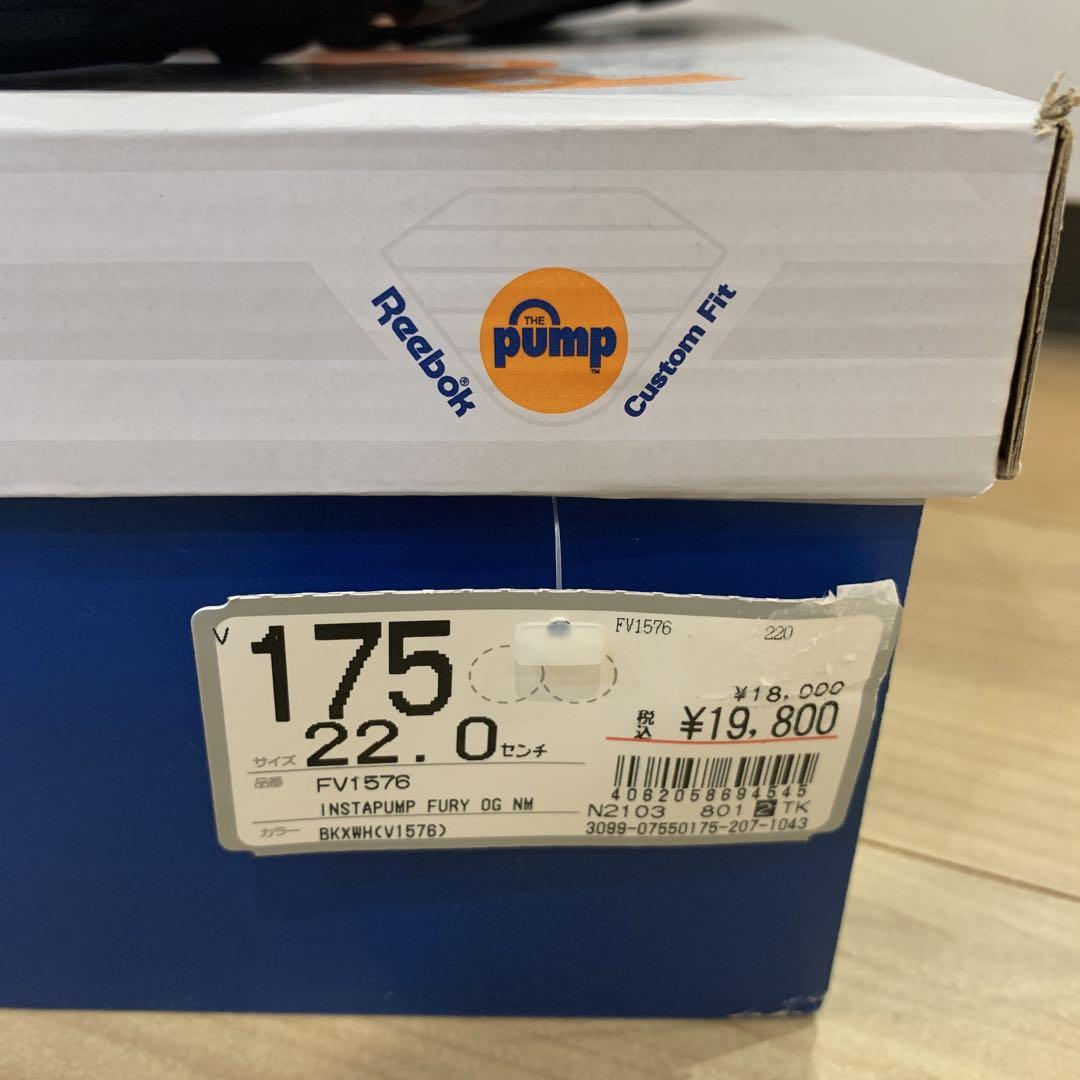 Reebok®
THE
pump™
Custom Fit
V
175
FV1576
220
¥18,000
税込 ¥19,800
サイズ 22.0 センチ
品番 FV1576
INSTAPUMP FURY OG NM
カラー BKXWH(V1576)
4062058694545
N2103 801 2 TK
3099-07550175-207-1043